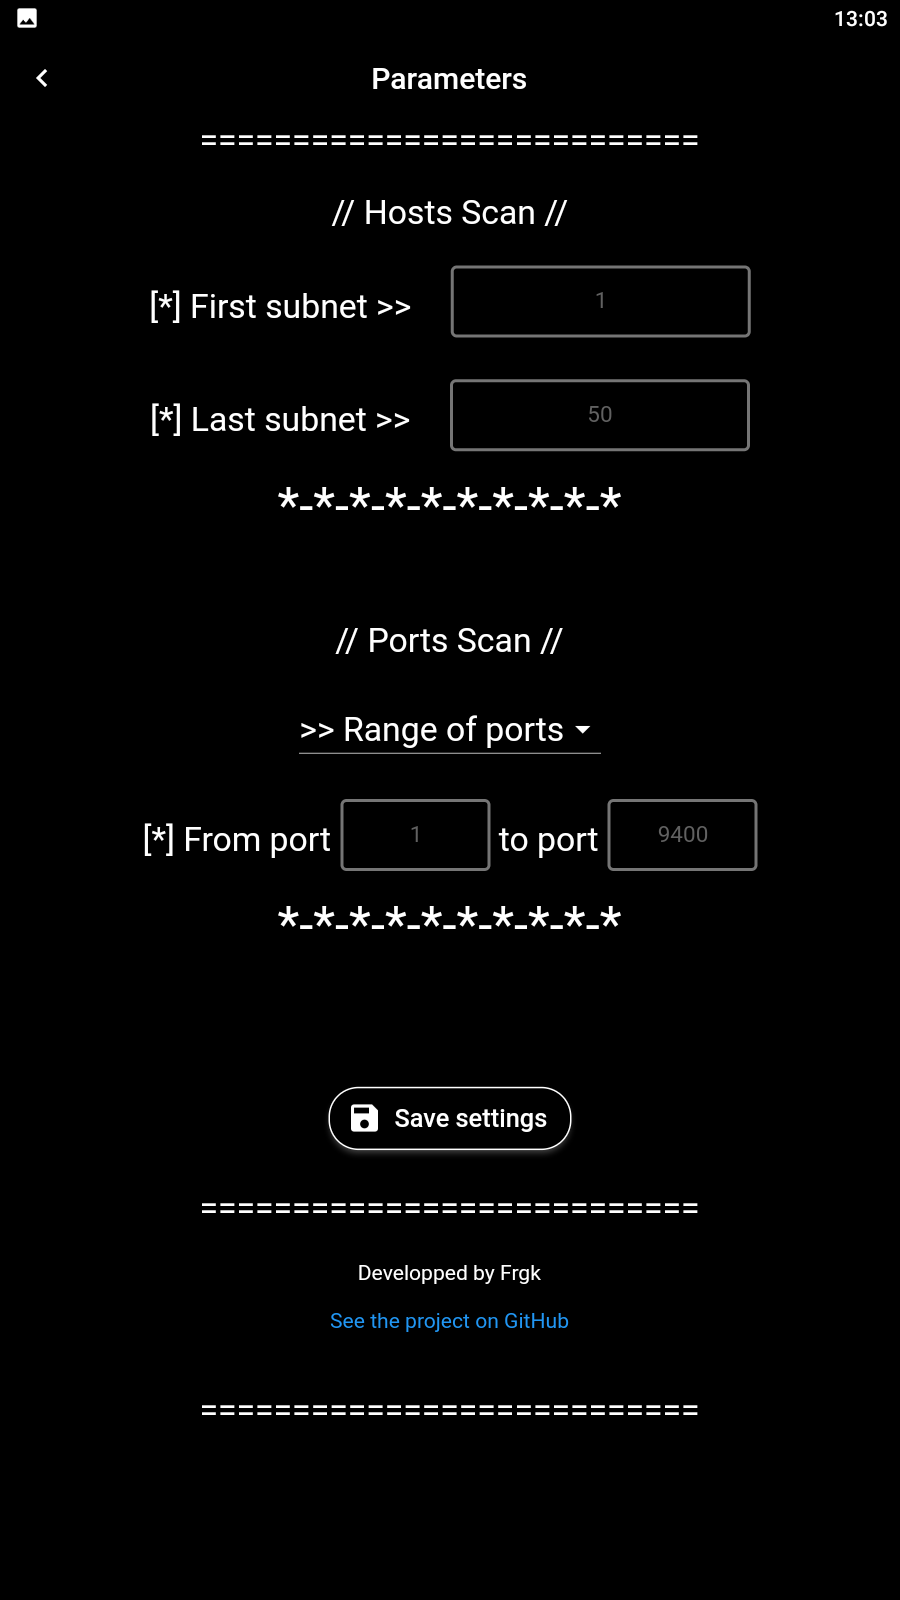 13:03
Parameters
===========================
// Hosts Scan //
[*] First subnet >> 1
[*] Last subnet >> 50
*-*-*-*-*-*-*-*-*-*
// Ports Scan //
>> Range of ports
[*] From port 1 to port 9400
*-*-*-*-*-*-*-*-*-*
Save settings
===========================
Developped by Frgk
See the project on GitHub
===========================